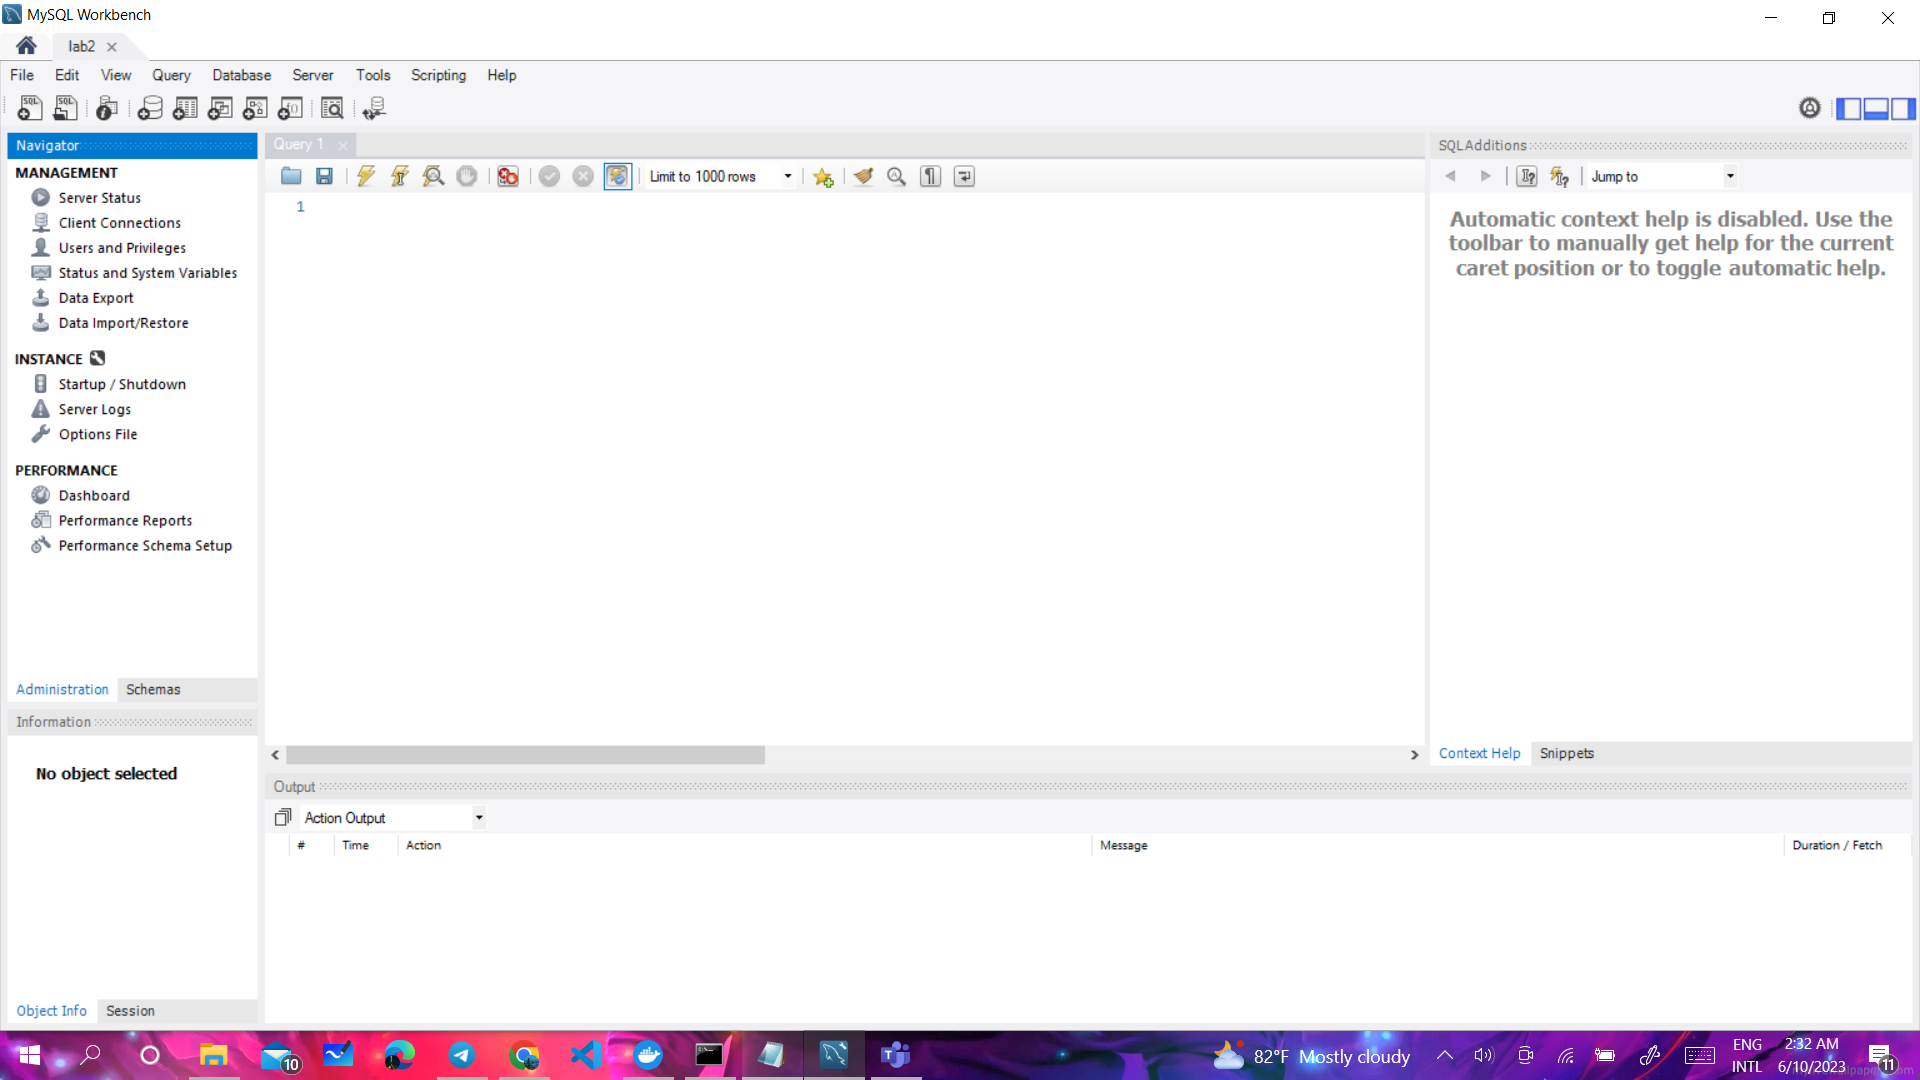 MySQL Workbench
lab2
File Edit View Query Database Server Tools Scripting Help
Navigator
MANAGEMENT
Server Status
Client Connections
Users and Privileges
Status and System Variables
Data Export
Data Import/Restore
INSTANCE
Startup / Shutdown
Server Logs
Options File
PERFORMANCE
Dashboard
Performance Reports
Performance Schema Setup
Administration Schemas
Information
No object selected
Object Info Session
Query 1
Limit to 1000 rows
1
SQLAdditions
Jump to
Automatic context help is disabled. Use the
toolbar to manually get help for the current
caret position or to toggle automatic help.
Context Help Snippets
Output
Action Output
# Time Action Message Duration / Fetch
10
82°F Mostly cloudy
ENG
INTL
2:32 AM
6/10/2023
11